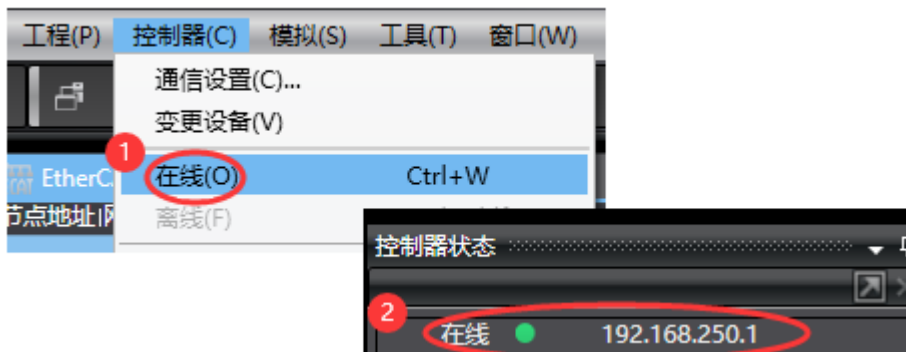 工程(P) 控制器(C) 模拟(S) 工具(T) 窗口(W)
通信设置(C)...
变更设备(V)
1
在线(O) Ctrl+W
EtherC
节点地址|
离线(F)
控制器状态
2
在线 192.168.250.1